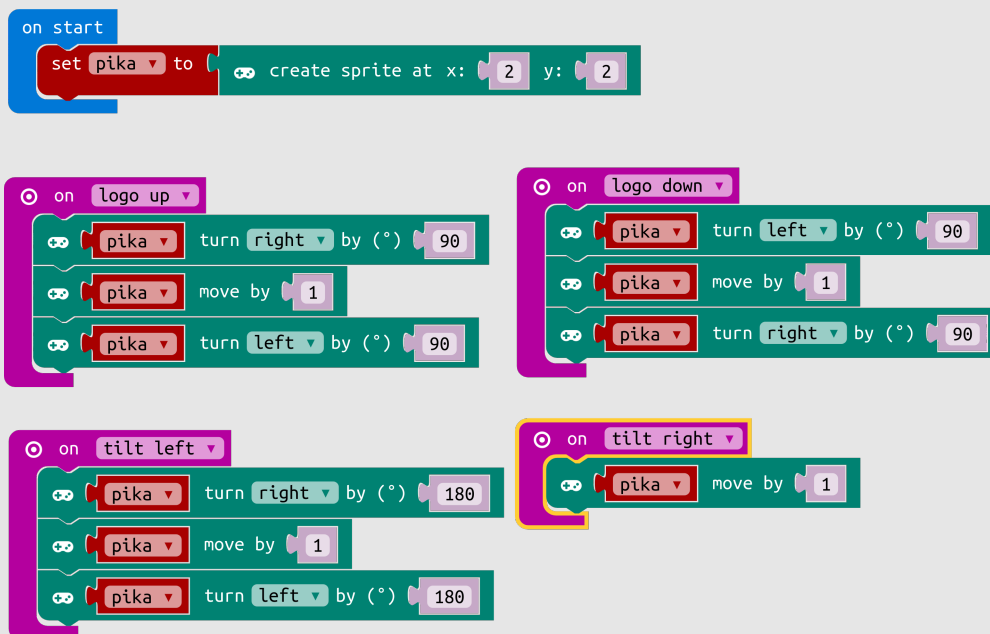 on start
set pika ▼ to create sprite at x: 2 y: 2
on logo up ▼
pika ▼ turn right ▼ by (°) 90
pika ▼ move by 1
pika ▼ turn left ▼ by (°) 90
on logo down ▼
pika ▼ turn left ▼ by (°) 90
pika ▼ move by 1
pika ▼ turn right ▼ by (°) 90
on tilt left ▼
pika ▼ turn right ▼ by (°) 180
pika ▼ move by 1
pika ▼ turn left ▼ by (°) 180
on tilt right ▼
pika ▼ move by 1